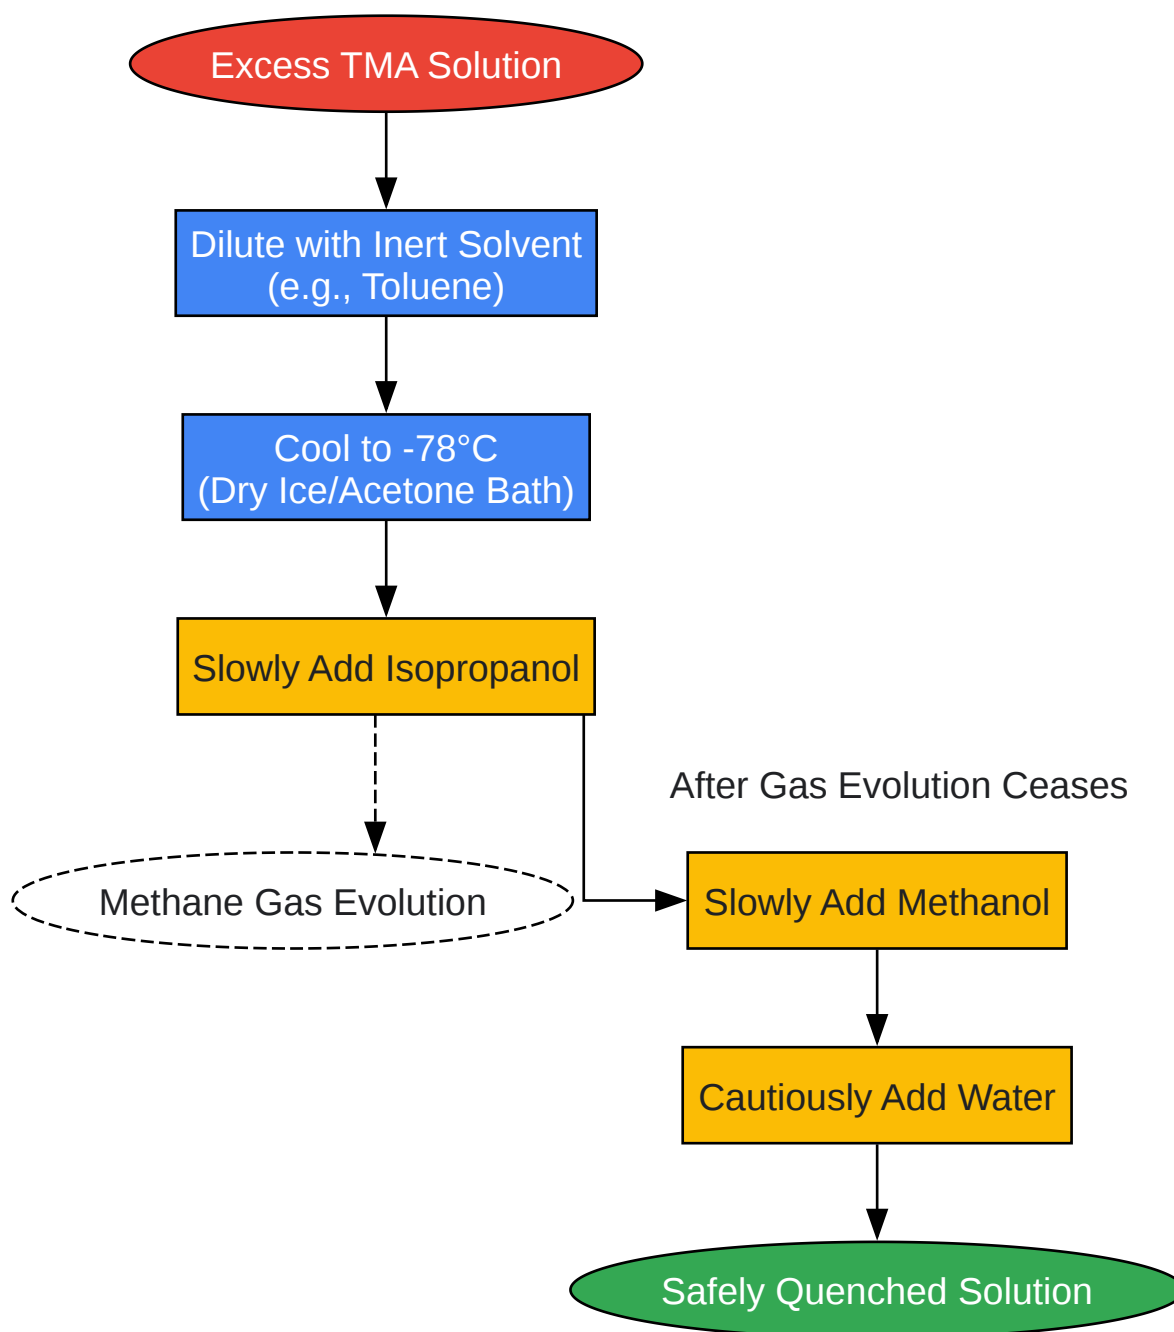 Excess TMA Solution
Dilute with Inert Solvent
(e.g., Toluene)
Cool to -78°C
(Dry Ice/Acetone Bath)
Slowly Add Isopropanol
After Gas Evolution Ceases
Methane Gas Evolution
Slowly Add Methanol
Cautiously Add Water
Safely Quenched Solution